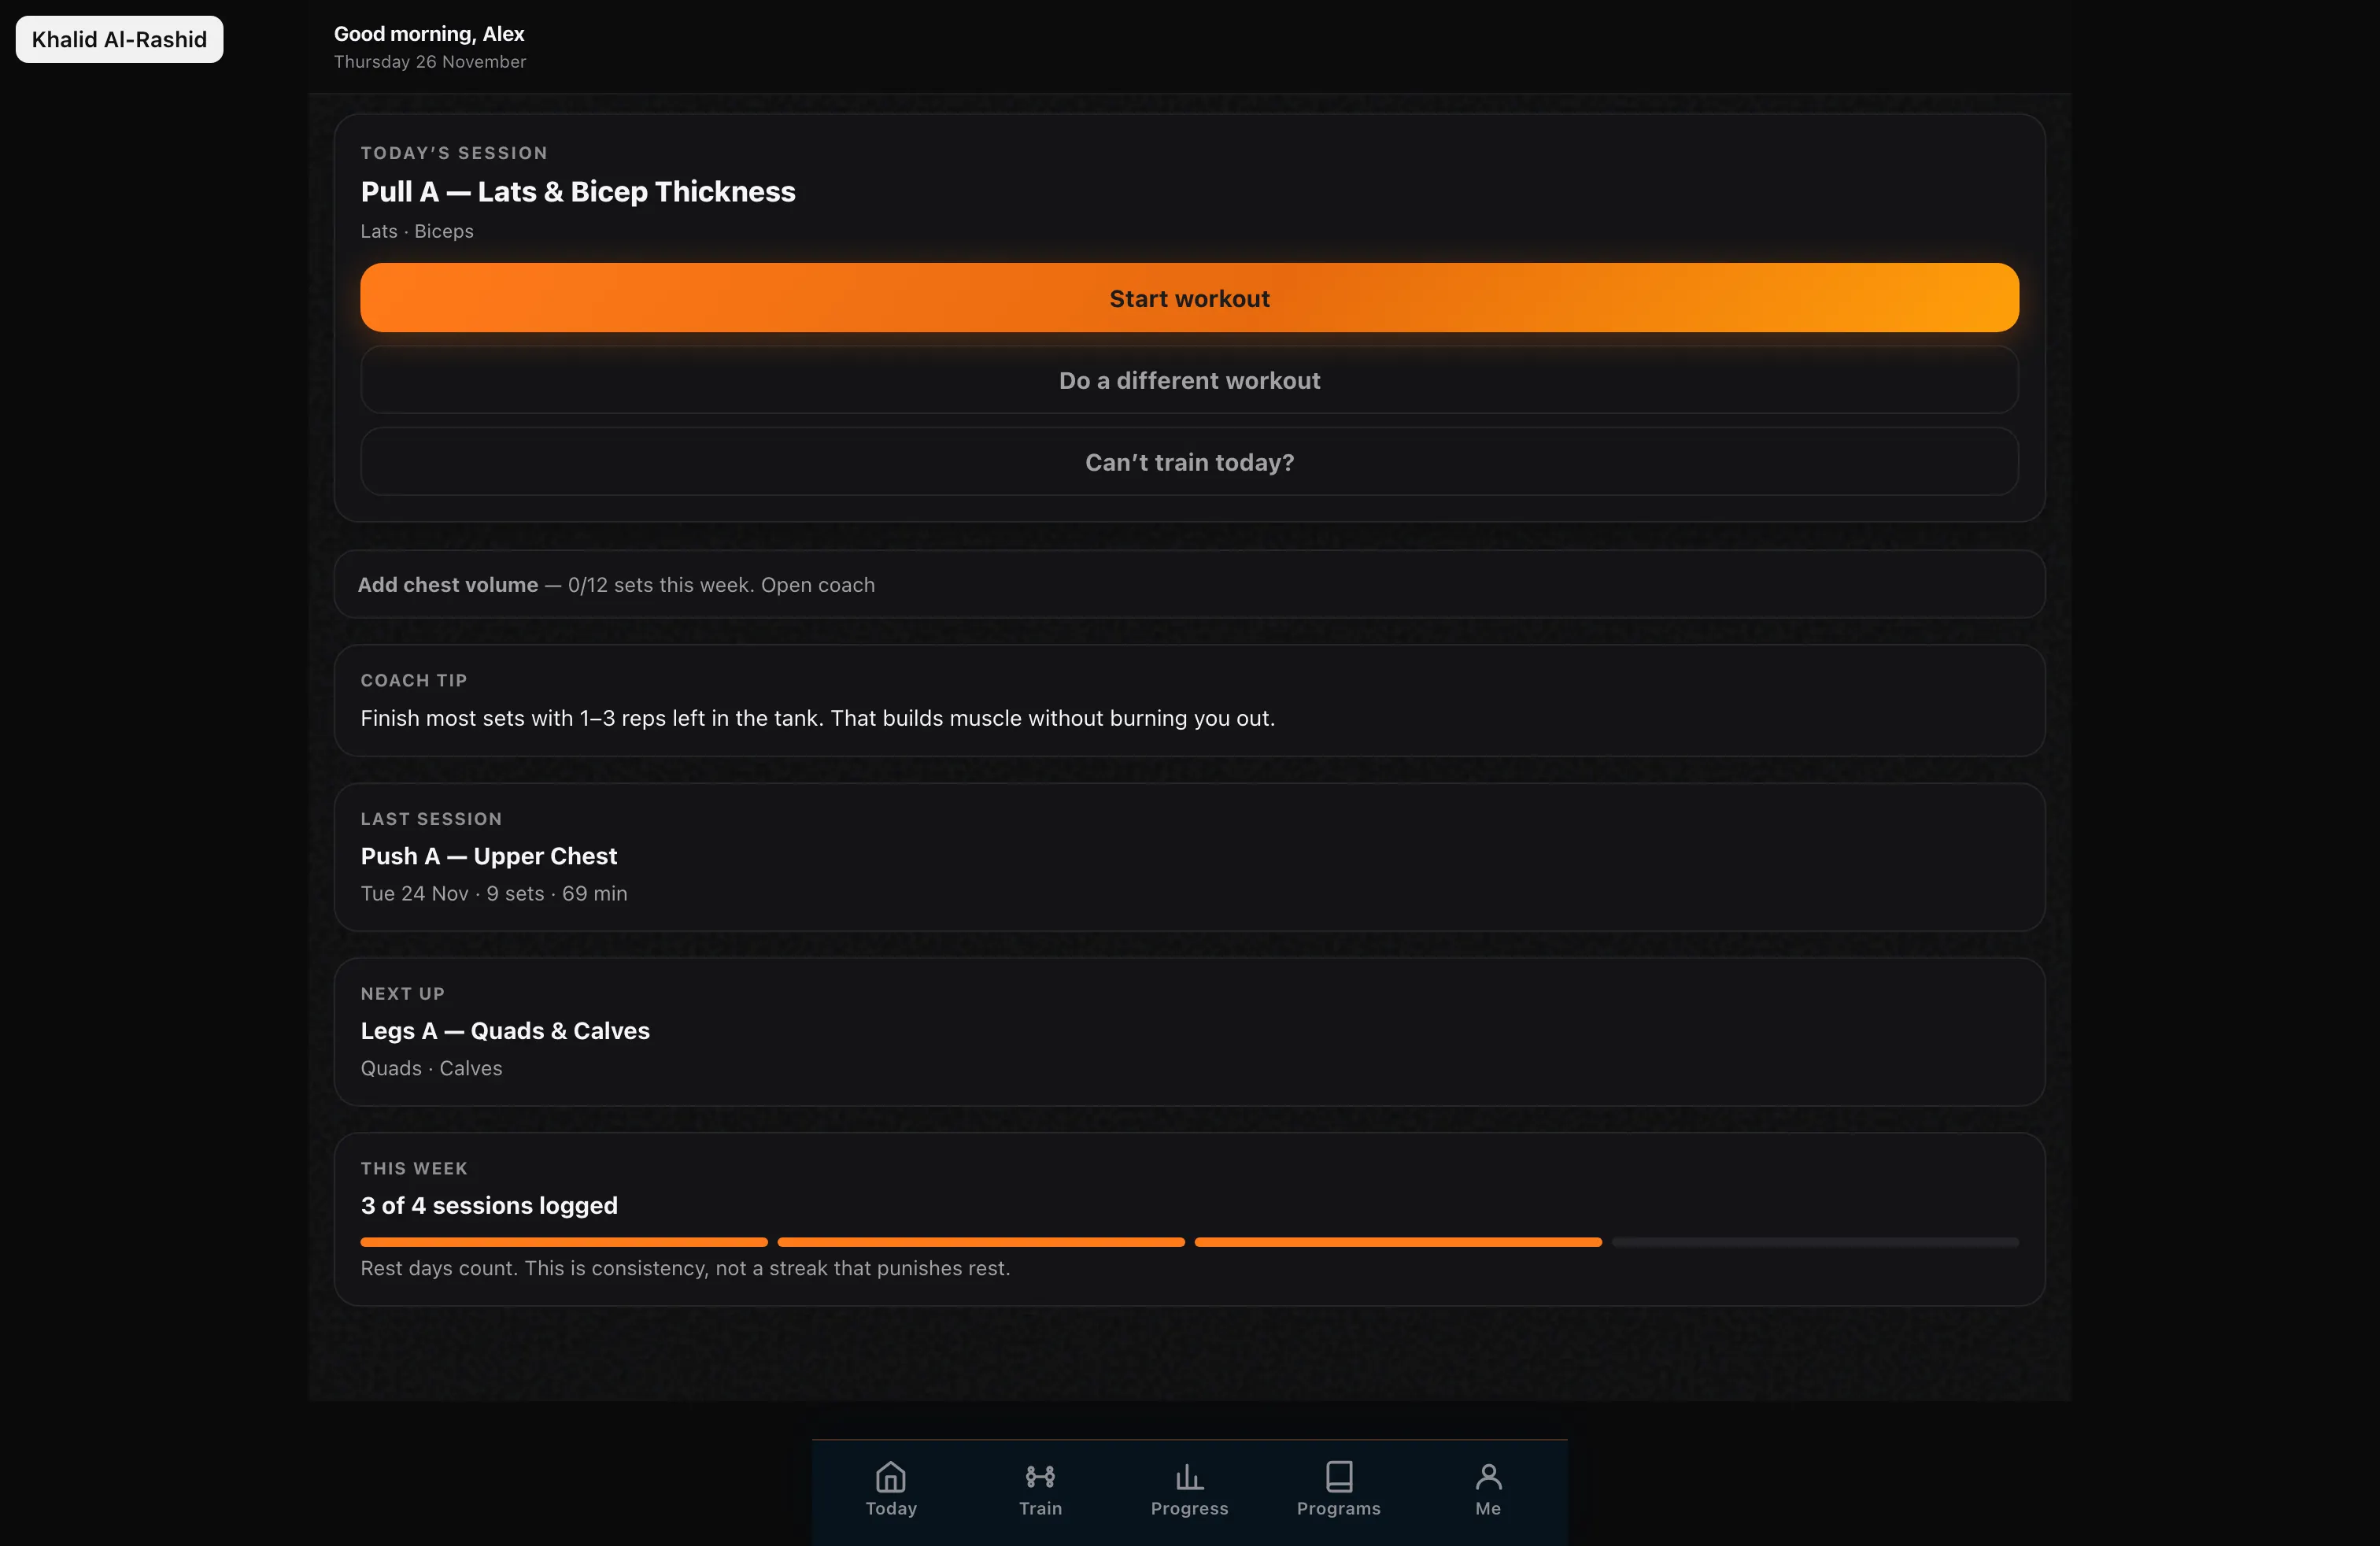 Khalid Al-Rashid
Good morning, Alex
Thursday 26 November
TODAY’S SESSION
Pull A — Lats & Bicep Thickness
Lats · Biceps
Start workout
Do a different workout
Can’t train today?
Add chest volume — 0/12 sets this week. Open coach
COACH TIP
Finish most sets with 1–3 reps left in the tank. That builds muscle without burning you out.
LAST SESSION
Push A — Upper Chest
Tue 24 Nov · 9 sets · 69 min
NEXT UP
Legs A — Quads & Calves
Quads · Calves
THIS WEEK
3 of 4 sessions logged
Rest days count. This is consistency, not a streak that punishes rest.
Today
Train
Progress
Programs
Me